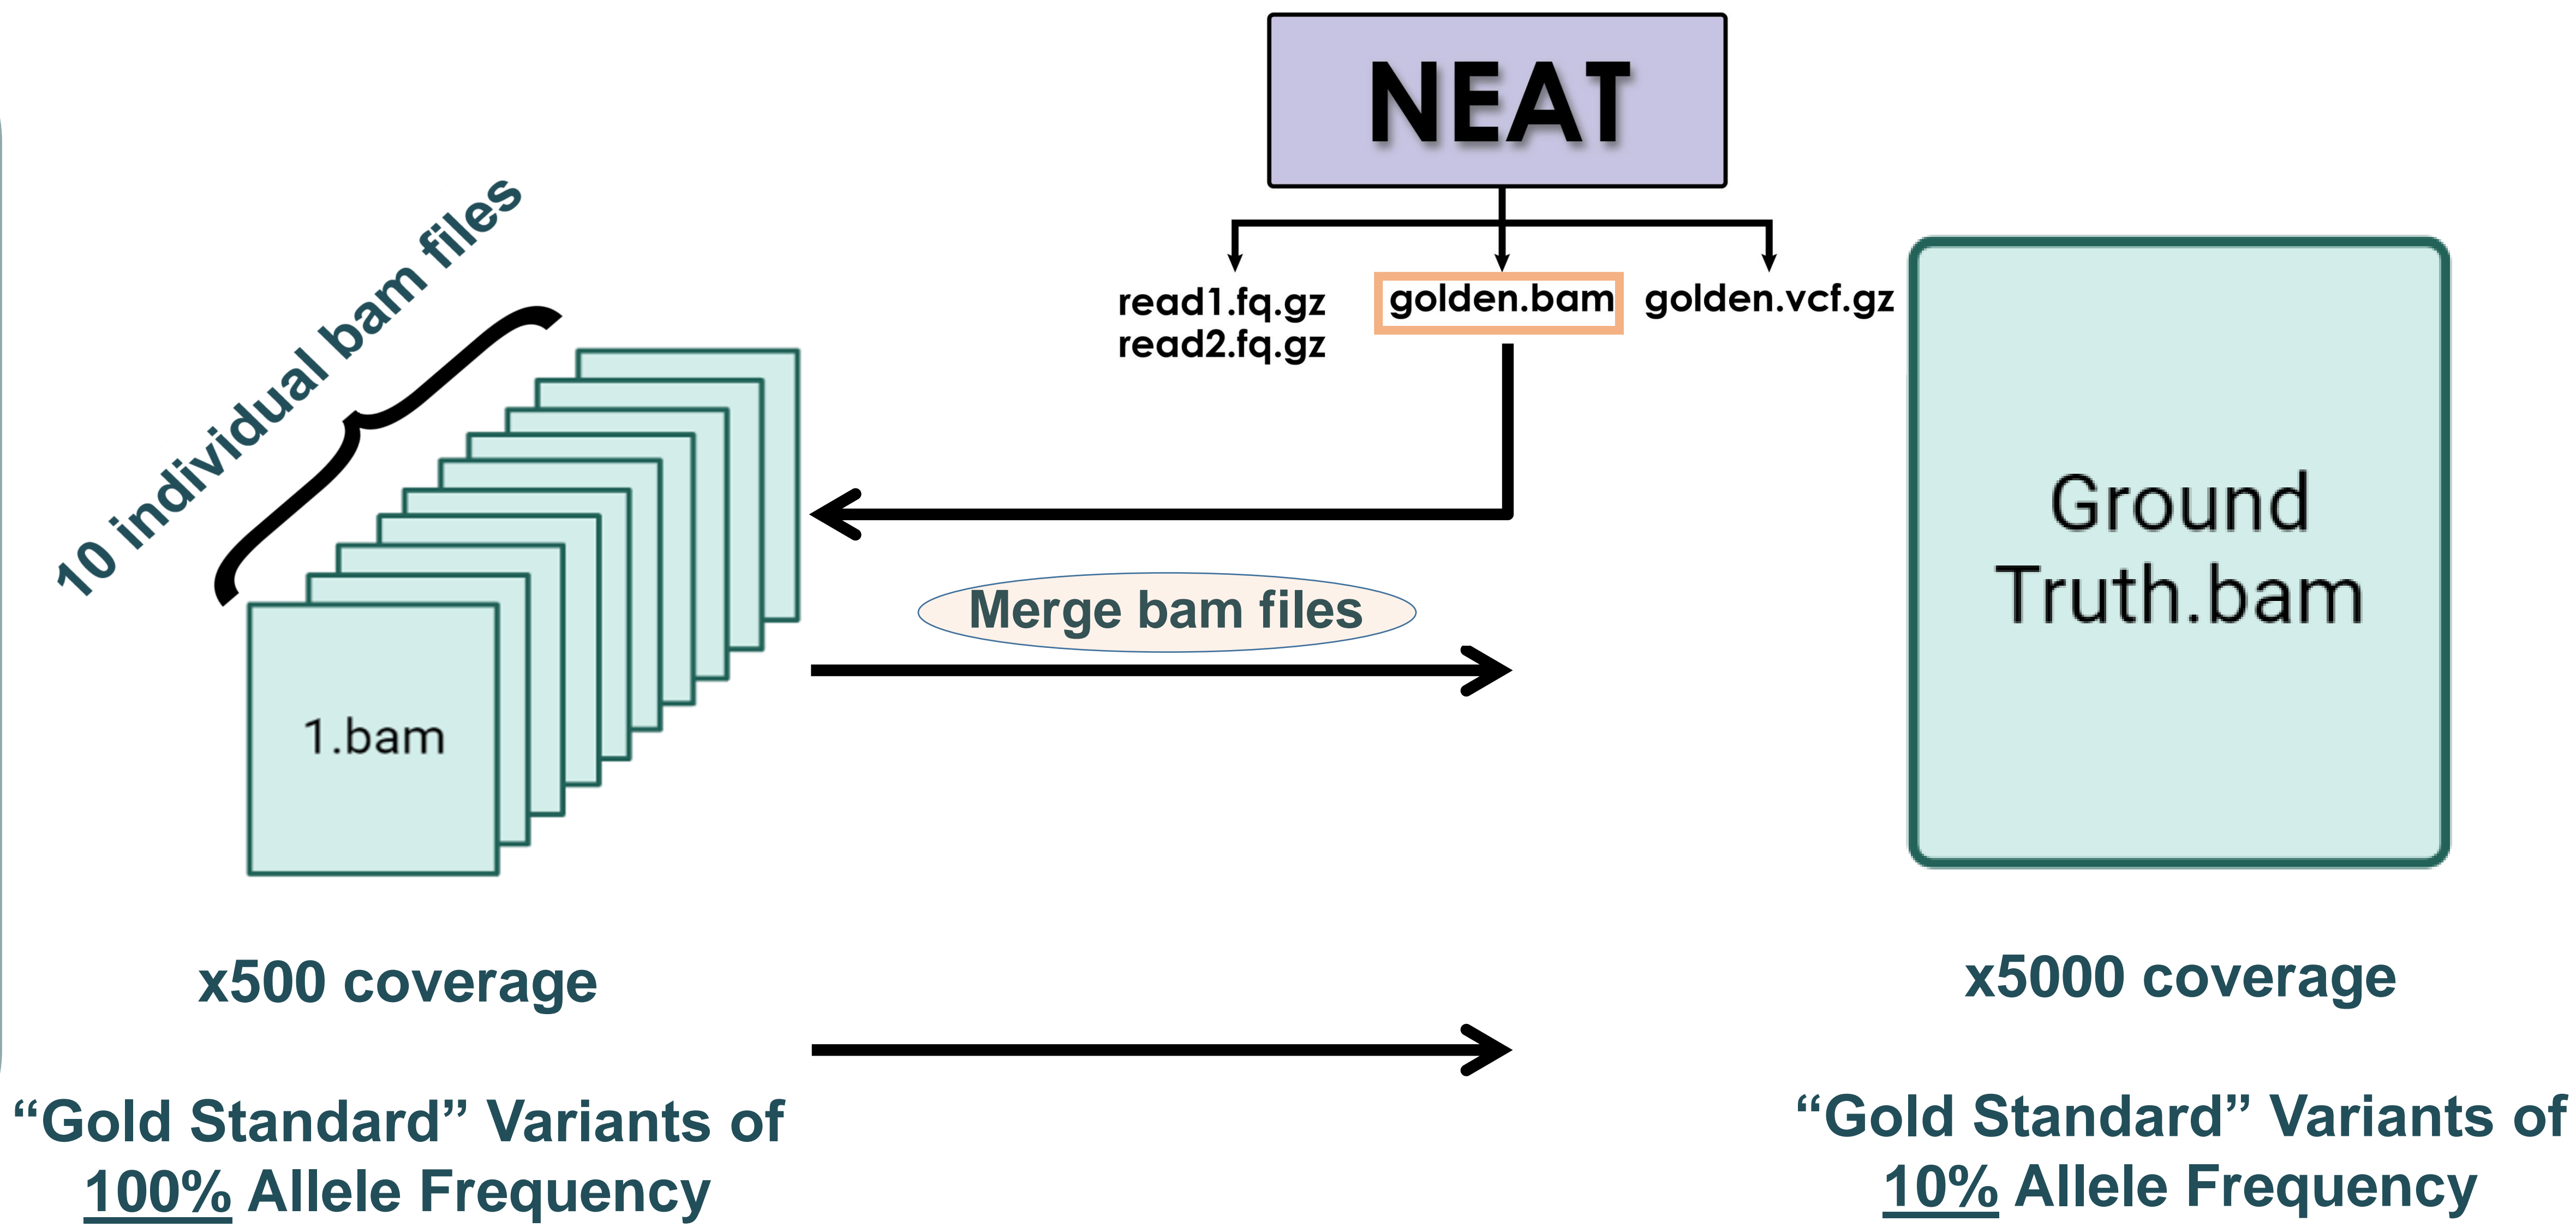 NEAT
read1.fq.gz
read2.fq.gz
golden.bam
golden.vcf.gz
10 individual bam files
1.bam
Merge bam files
Ground
Truth.bam
x500 coverage
x5000 coverage
“Gold Standard” Variants of
100% Allele Frequency
“Gold Standard” Variants of
10% Allele Frequency